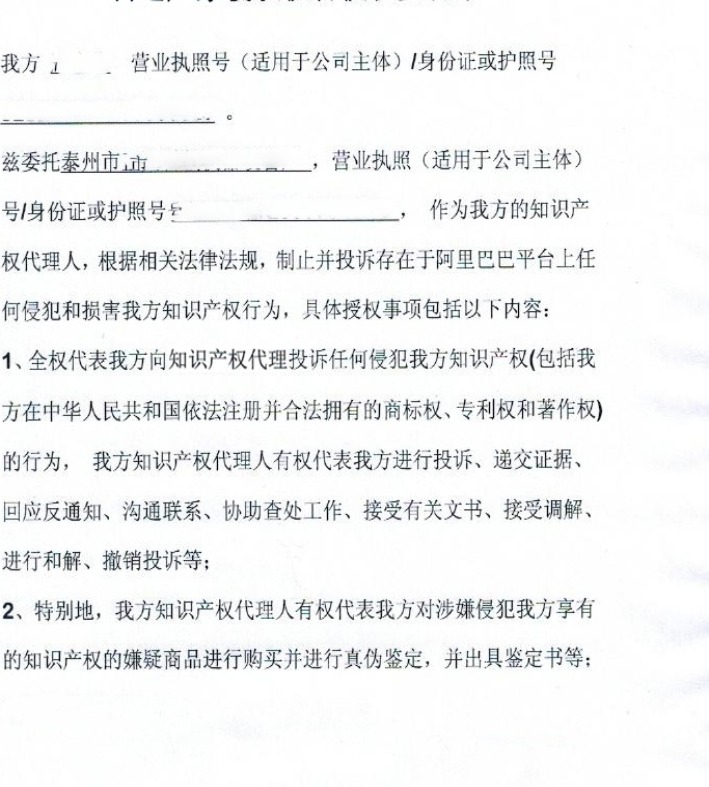 我方 营业执照号（适用于公司主体）/身份证或护照号
。
兹委托泰州市 ，营业执照（适用于公司主体）
号/身份证或护照号 ， 作为我方的知识产
权代理人，根据相关法律法规，制止并投诉存在于阿里巴巴平台上任
何侵犯和损害我方知识产权行为，具体授权事项包括以下内容：
1、全权代表我方向知识产权代理投诉任何侵犯我方知识产权(包括我
方在中华人民共和国依法注册并合法拥有的商标权、专利权和著作权)
的行为， 我方知识产权代理人有权代表我方进行投诉、递交证据、
回应反通知、沟通联系、协助查处工作、接受有关文书、接受调解、
进行和解、撤销投诉等；
2、特别地，我方知识产权代理人有权代表我方对涉嫌侵犯我方享有
的知识产权的嫌疑商品进行购买并进行真伪鉴定，并出具鉴定书等；